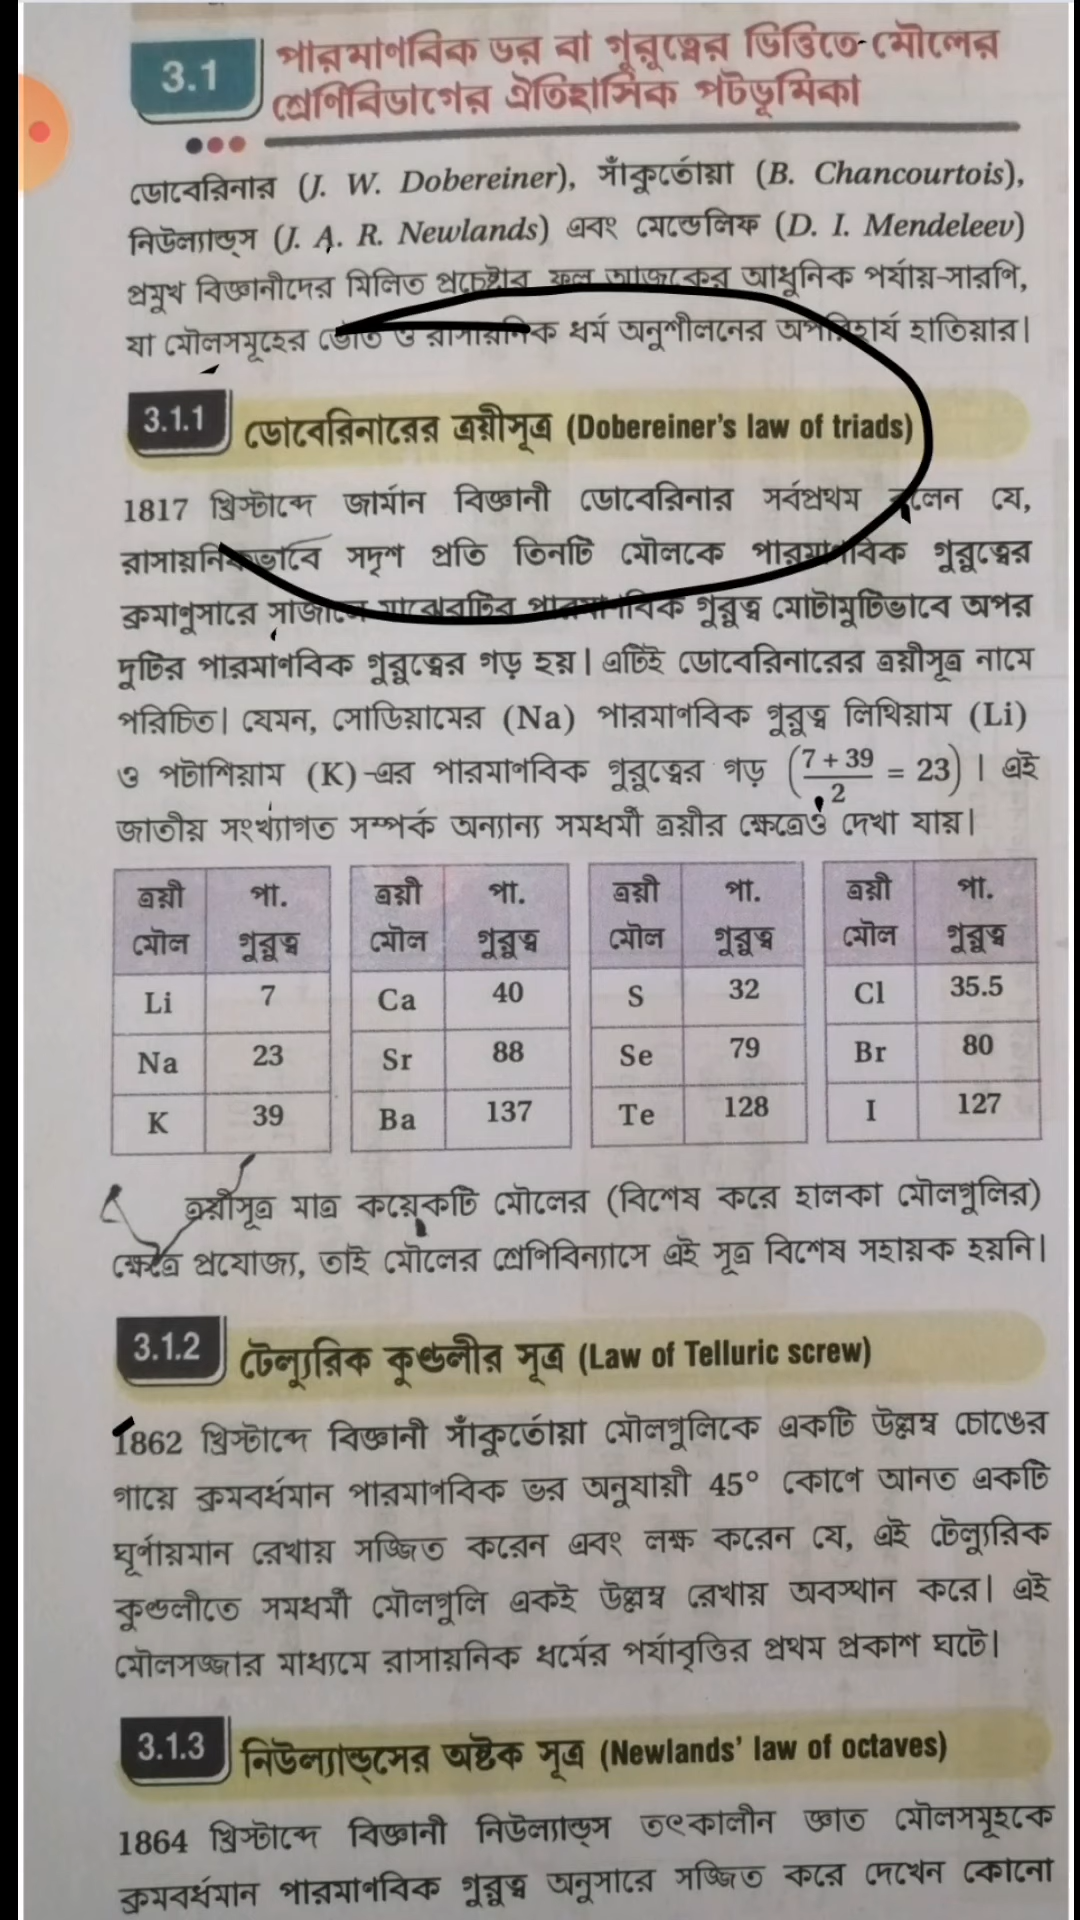 3.1 পারমাণবিক ভর বা গুরুত্বের ভিত্তিতে মৌলের
শ্রেণিবিভাগের ঐতিহাসিক পটভূমিকা
ডোবেরিনার (J. W. Dobereiner), সাঁকুর্তোয়া (B. Chancourtois),
নিউল্যান্ড্‌স (J. A. R. Newlands) এবং মেন্ডেলিফ (D. I. Mendeleev)
প্রমুখ বিজ্ঞানীদের মিলিত প্রচেষ্টার ফল আজকের আধুনিক পর্যায়-সারণি,
যা মৌলসমূহের ভৌত ও রাসায়নিক ধর্ম অনুশীলনের অপরিহার্য হাতিয়ার।
3.1.1 ডোবেরিনারের ত্রয়ীসূত্র (Dobereiner's law of triads)
1817 খ্রিস্টাব্দে জার্মান বিজ্ঞানী ডোবেরিনার সর্বপ্রথম বলেন যে,
রাসায়নিকভাবে সদৃশ প্রতি তিনটি মৌলকে পারমাণবিক গুরুত্বের
ক্রমাণুসারে সাজালে মাঝেরটির পারমাণবিক গুরুত্ব মোটামুটিভাবে অপর
দুটির পারমাণবিক গুরুত্বের গড় হয়। এটিই ডোবেরিনারের ত্রয়ীসূত্র নামে
পরিচিত। যেমন, সোডিয়ামের (Na) পারমাণবিক গুরুত্ব লিথিয়াম (Li)
ও পটাশিয়াম (K)-এর পারমাণবিক গুরুত্বের গড় ((7 + 39)/2 = 23)। এই
জাতীয় সংখ্যাগত সম্পর্ক অন্যান্য সমধর্মী ত্রয়ীর ক্ষেত্রেও দেখা যায়।
ত্রয়ী পা. ত্রয়ী পা. ত্রয়ী পা. ত্রয়ী পা.
মৌল গুরুত্ব মৌল গুরুত্ব মৌল গুরুত্ব মৌল গুরুত্ব
Li 7 Ca 40 S 32 Cl 35.5
Na 23 Sr 88 Se 79 Br 80
K 39 Ba 137 Te 128 I 127
ত্রয়ীসূত্র মাত্র কয়েকটি মৌলের (বিশেষ করে হালকা মৌলগুলির)
ক্ষেত্রে প্রযোজ্য, তাই মৌলের শ্রেণিবিন্যাসে এই সূত্র বিশেষ সহায়ক হয়নি।
3.1.2 টেল্যুরিক কুণ্ডলীর সূত্র (Law of Telluric screw)
1862 খ্রিস্টাব্দে বিজ্ঞানী সাঁকুর্তোয়া মৌলগুলিকে একটি উল্লম্ব চোঙের
গায়ে ক্রমবর্ধমান পারমাণবিক ভর অনুযায়ী 45° কোণে আনত একটি
ঘূর্ণায়মান রেখায় সজ্জিত করেন এবং লক্ষ করেন যে, এই টেল্যুরিক
কুণ্ডলীতে সমধর্মী মৌলগুলি একই উল্লম্ব রেখায় অবস্থান করে। এই
মৌলসজ্জার মাধ্যমে রাসায়নিক ধর্মের পর্যাবৃত্তির প্রথম প্রকাশ ঘটে।
3.1.3 নিউল্যান্ড্‌সের অষ্টক সূত্র (Newlands' law of octaves)
1864 খ্রিস্টাব্দে বিজ্ঞানী নিউল্যান্ড্‌স তৎকালীন জ্ঞাত মৌলসমূহকে
ক্রমবর্ধমান পারমাণবিক গুরুত্ব অনুসারে সজ্জিত করে দেখেন কোনো